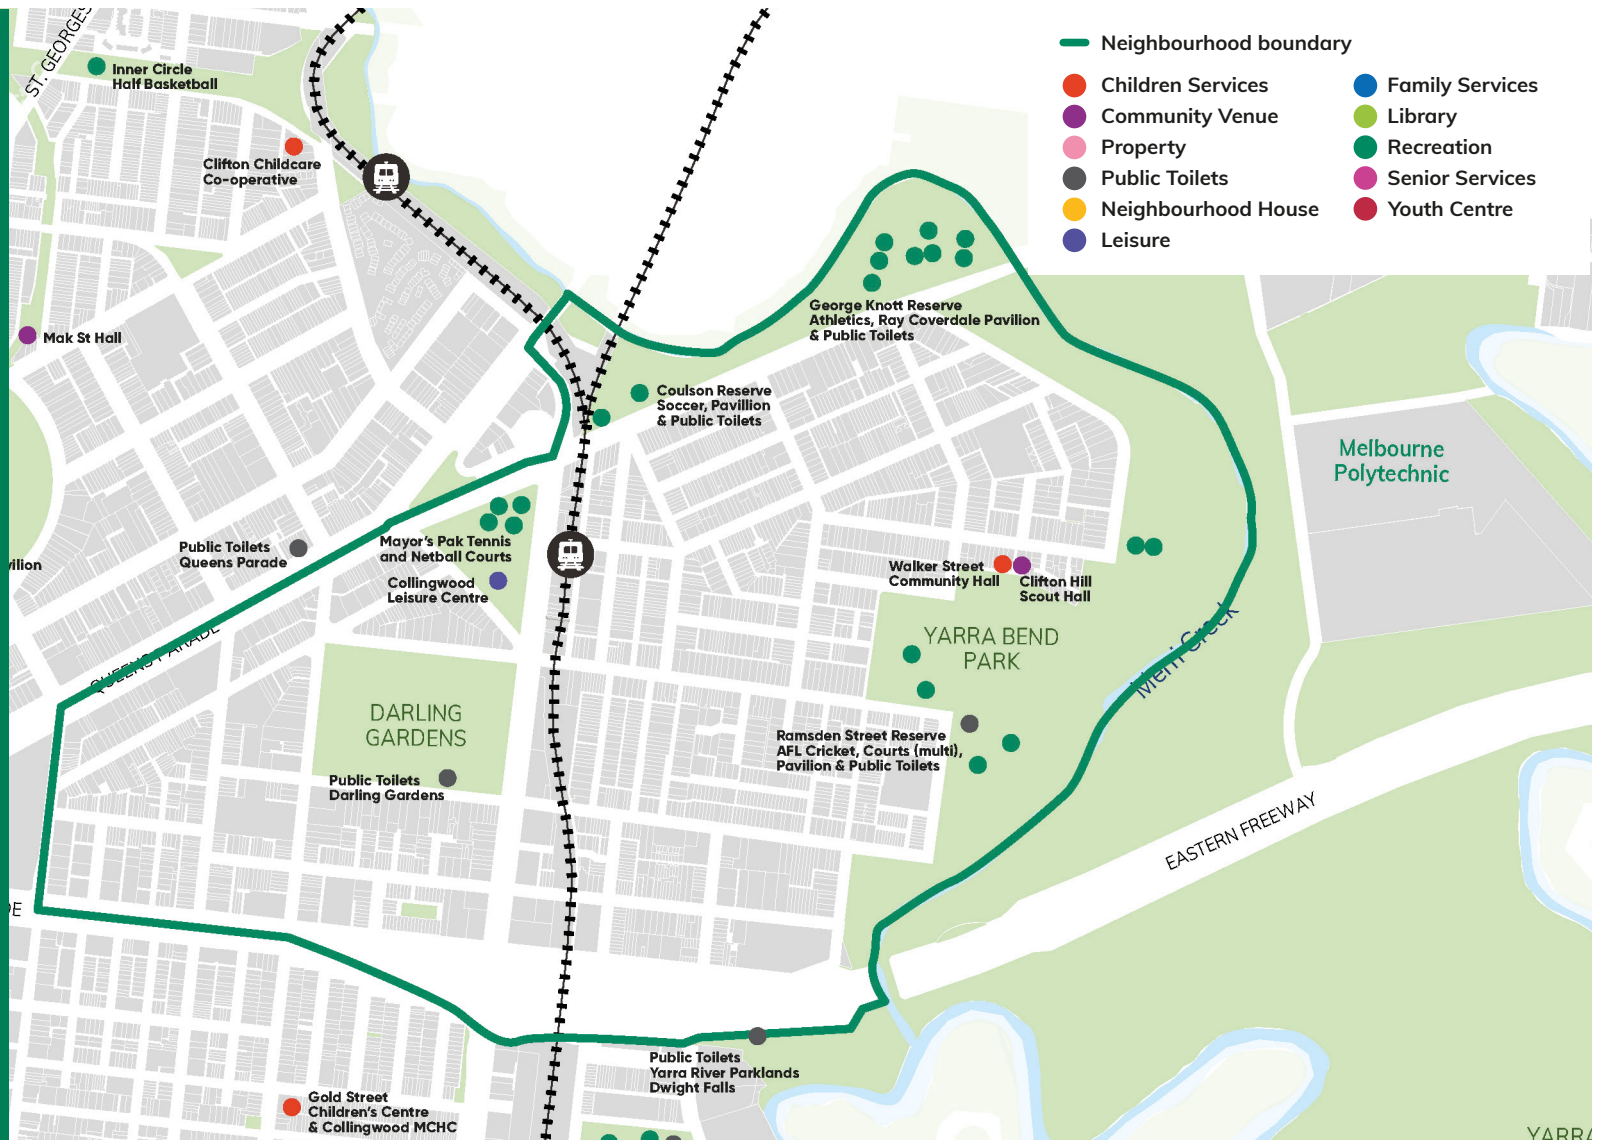 ST. GEORGES
Inner Circle
Half Basketball
Clifton Childcare
Co-operative
Mak St Hall
Neighbourhood boundary
Children Services
Community Venue
Property
Public Toilets
Neighbourhood House
Leisure
Family Services
Library
Recreation
Senior Services
Youth Centre
George Knott Reserve
Athletics, Ray Coverdale Pavilion
& Public Toilets
Coulson Reserve
Soccer, Pavillion
& Public Toilets
Melbourne
Polytechnic
Public Toilets
Queens Parade
Mayor's Pak Tennis
and Netball Courts
Collingwood
Leisure Centre
vilion
Walker Street
Community Hall
Clifton Hill
Scout Hall
QUEENS PARADE
YARRA BEND
PARK
Merri Creek
DARLING
GARDENS
Ramsden Street Reserve
AFL Cricket, Courts (multi),
Pavilion & Public Toilets
Public Toilets
Darling Gardens
EASTERN FREEWAY
DE
Public Toilets
Yarra River Parklands
Dwight Falls
Gold Street
Children's Centre
& Collingwood MCHC
YARRA